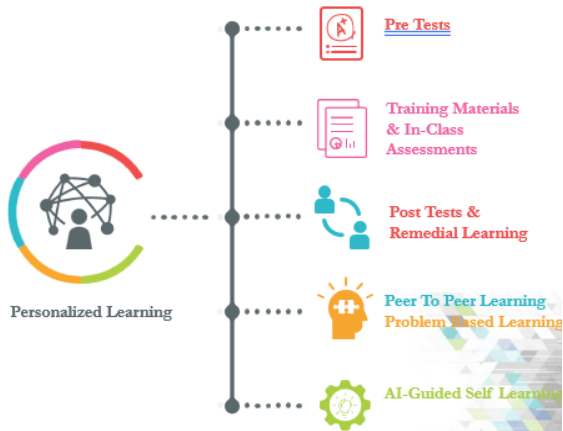 Pre Tests
Training Materials
& In-Class
Assessments
Post Tests &
Remedial Learning
Personalized Learning
Peer To Peer Learning
Problem Based Learning
AI-Guided Self Learning